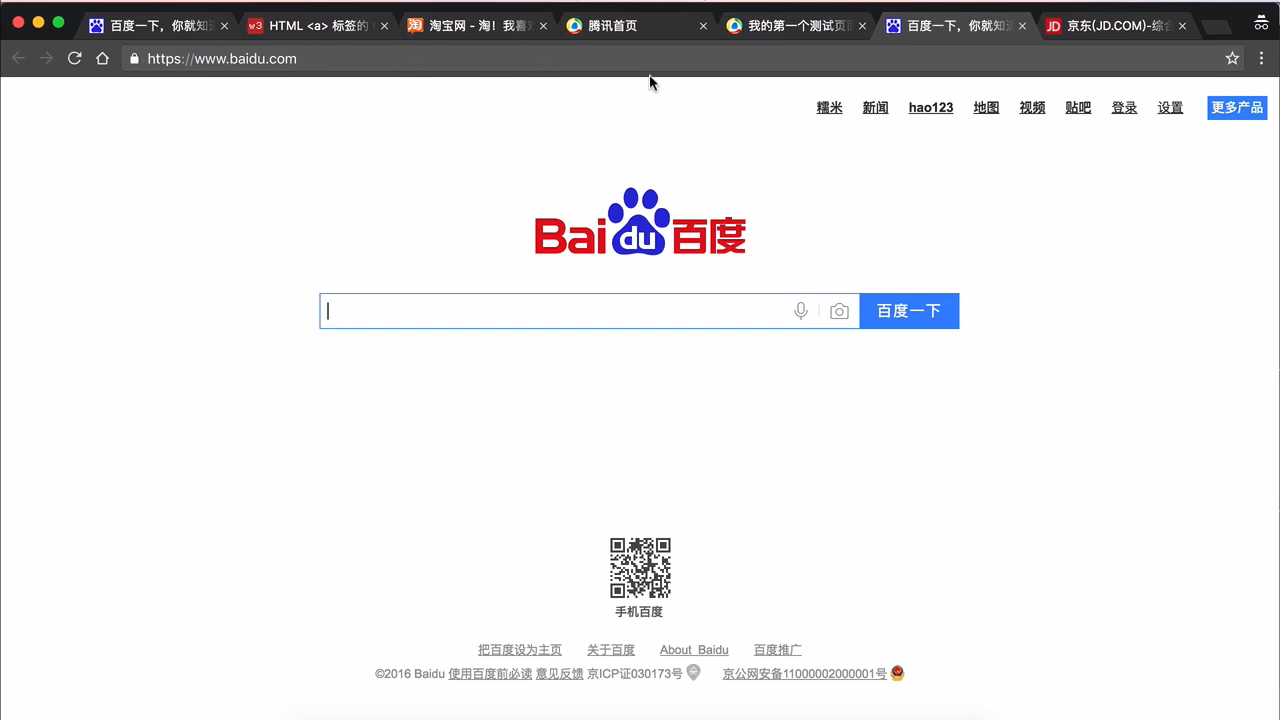 百度一下，你就知道
HTML <a> 标签的
淘宝网 - 淘！我喜
腾讯首页
我的第一个测试页面
百度一下，你就知道
京东(JD.COM)-综合
https://www.baidu.com
糯米 新闻 hao123 地图 视频 贴吧 登录 设置 更多产品
Bai du 百度
百度一下
手机百度
把百度设为主页 关于百度 About Baidu 百度推广
©2016 Baidu 使用百度前必读 意见反馈 京ICP证030173号 京公网安备11000002000001号